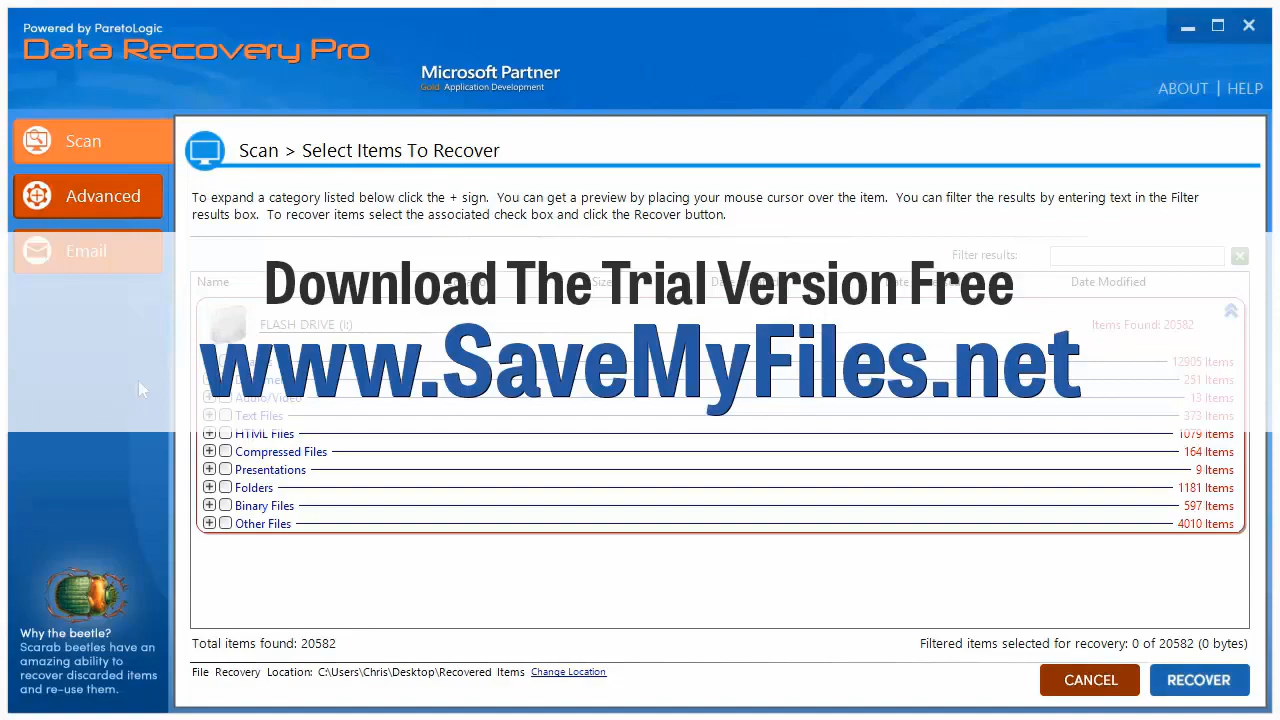 Powered by ParetoLogic
Data Recovery Pro
Microsoft Partner
Gold Application Development
ABOUT | HELP
Scan
Advanced
Email
Scan > Select Items To Recover
To expand a category listed below click the + sign. You can get a preview by placing your mouse cursor over the item. You can filter the results by entering text in the Filter
results box. To recover items select the associated check box and click the Recover button.
Filter results:
Name Size Date Modified
Download The Trial Version Free
FLASH DRIVE (I:) Items Found: 20582
www.SaveMyFiles.net
12905 Items
251 Items
Audio/Video 13 Items
Text Files 373 Items
HTML Files 1079 Items
Compressed Files 164 Items
Presentations 9 Items
Folders 1181 Items
Binary Files 597 Items
Other Files 4010 Items
Why the beetle?
Scarab beetles have an
amazing ability to
recover discarded items
and re-use them.
Total items found: 20582 Filtered items selected for recovery: 0 of 20582 (0 bytes)
File Recovery Location: C:\Users\Chris\Desktop\Recovered Items Change Location
CANCEL RECOVER